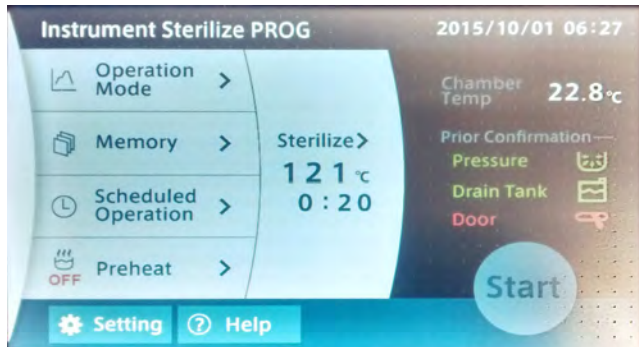 Instrument Sterilize PROG
2015/10/01 06:27
Operation
Mode
>
Memory
>
Scheduled
Operation
>
OFF
Preheat
>
Sterilize>
121℃
0:20
Chamber
Temp
22.8℃
Prior Confirmation
Pressure
Drain Tank
Door
Start
Setting
? Help